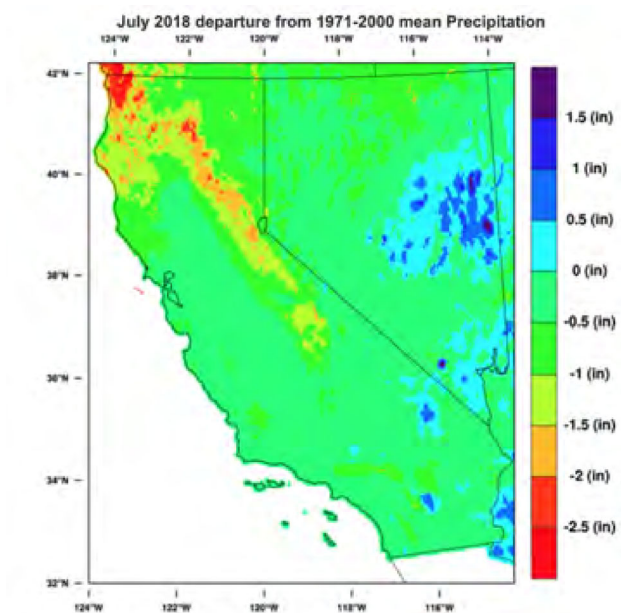 July 2018 departure from 1971-2000 mean Precipitation
124°W 122°W 120°W 118°W 116°W 114°W
42°N
40°N
38°N
36°N
34°N
32°N
124°W 122°W 120°W 118°W 116°W
1.5 (in)
1 (in)
0.5 (in)
0 (in)
-0.5 (in)
-1 (in)
-1.5 (in)
-2 (in)
-2.5 (in)